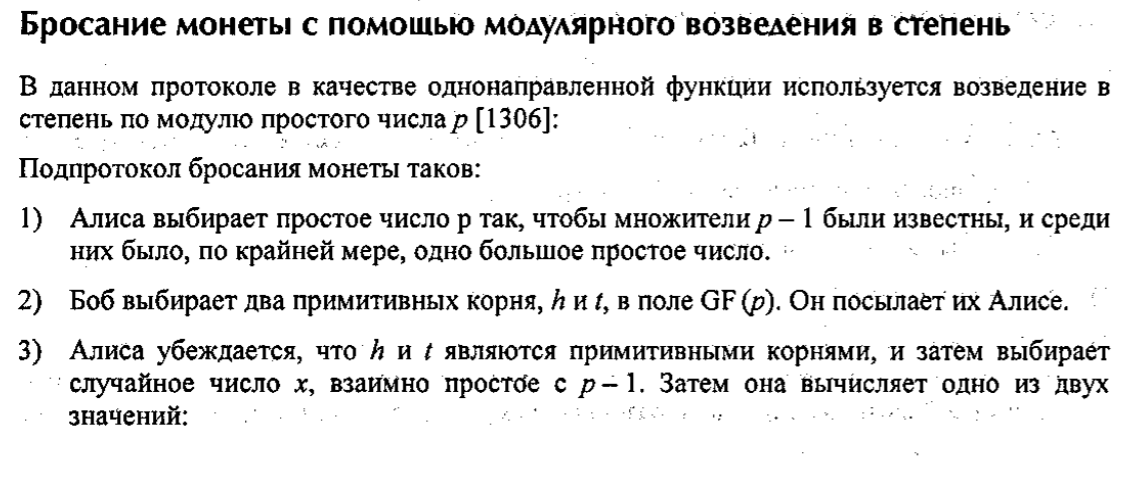 Бросание монеты с помощью модулярного возведения в степень
В данном протоколе в качестве однонаправленной функции используется возведение в
степень по модулю простого числа p [1306]:
Подпротокол бросания монеты таков:
1) Алиса выбирает простое число p так, чтобы множители p – 1 были известны, и среди
них было, по крайней мере, одно большое простое число.
2) Боб выбирает два примитивных корня, h и t, в поле GF (p). Он посылает их Алисе.
3) Алиса убеждается, что h и t являются примитивными корнями, и затем выбирает
случайное число x, взаимно простое с p – 1. Затем она вычисляет одно из двух
значений: